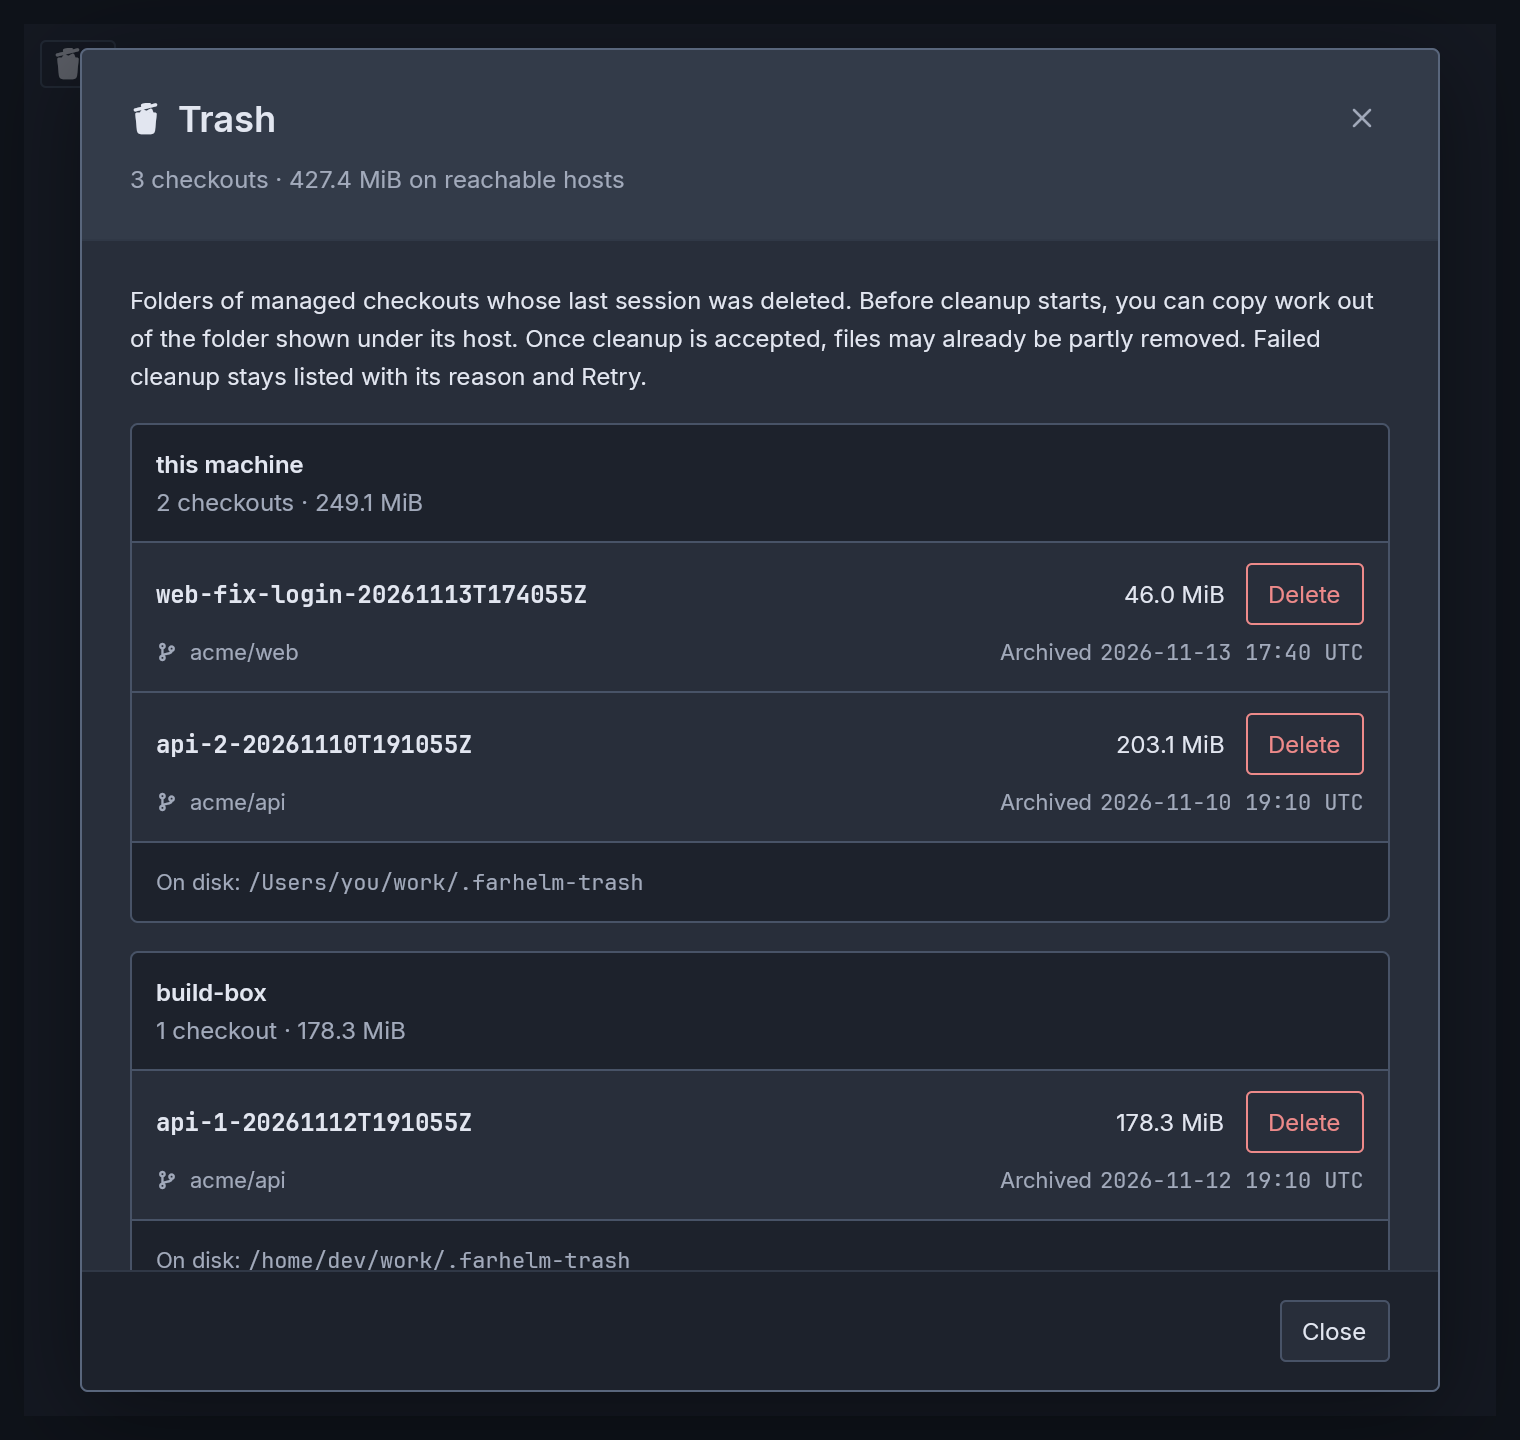 Trash
3 checkouts · 427.4 MiB on reachable hosts
Folders of managed checkouts whose last session was deleted. Before cleanup starts, you can copy work out
of the folder shown under its host. Once cleanup is accepted, files may already be partly removed. Failed
cleanup stays listed with its reason and Retry.
this machine
2 checkouts · 249.1 MiB
web-fix-login-20261113T174055Z 46.0 MiB Delete
acme/web Archived 2026-11-13 17:40 UTC
api-2-20261110T191055Z 203.1 MiB Delete
acme/api Archived 2026-11-10 19:10 UTC
On disk: /Users/you/work/.farhelm-trash
build-box
1 checkout · 178.3 MiB
api-1-20261112T191055Z 178.3 MiB Delete
acme/api Archived 2026-11-12 19:10 UTC
On disk: /home/dev/work/.farhelm-trash
Close